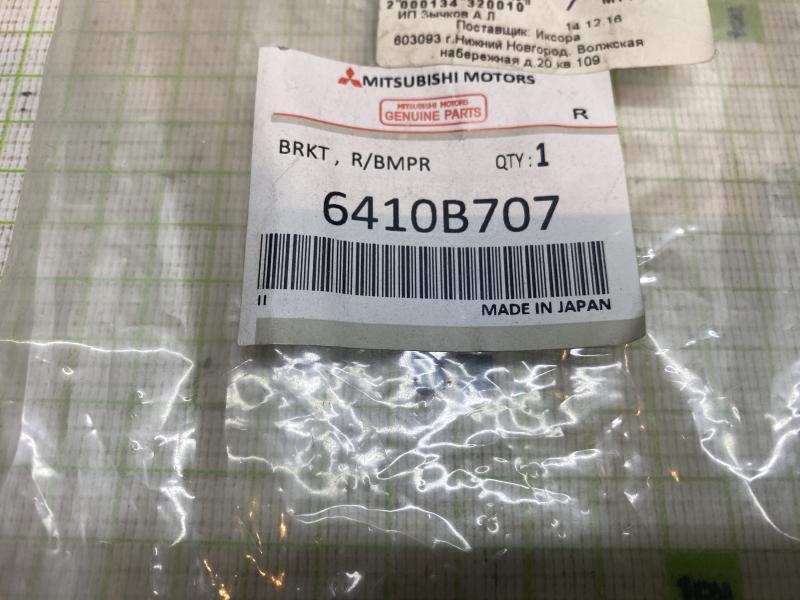 2 000134 320010
ИП Зычков А Л
14 12 16
Поставщик: Иксора
603093 г.Нижний Новгород. Волжская
набережная д.20 кв 109
MITSUBISHI MOTORS
MITSUBISHI MOTORS
GENUINE PARTS
R
BRKT , R/BMPR QTY : 1
6410B707
II
MADE IN JAPAN